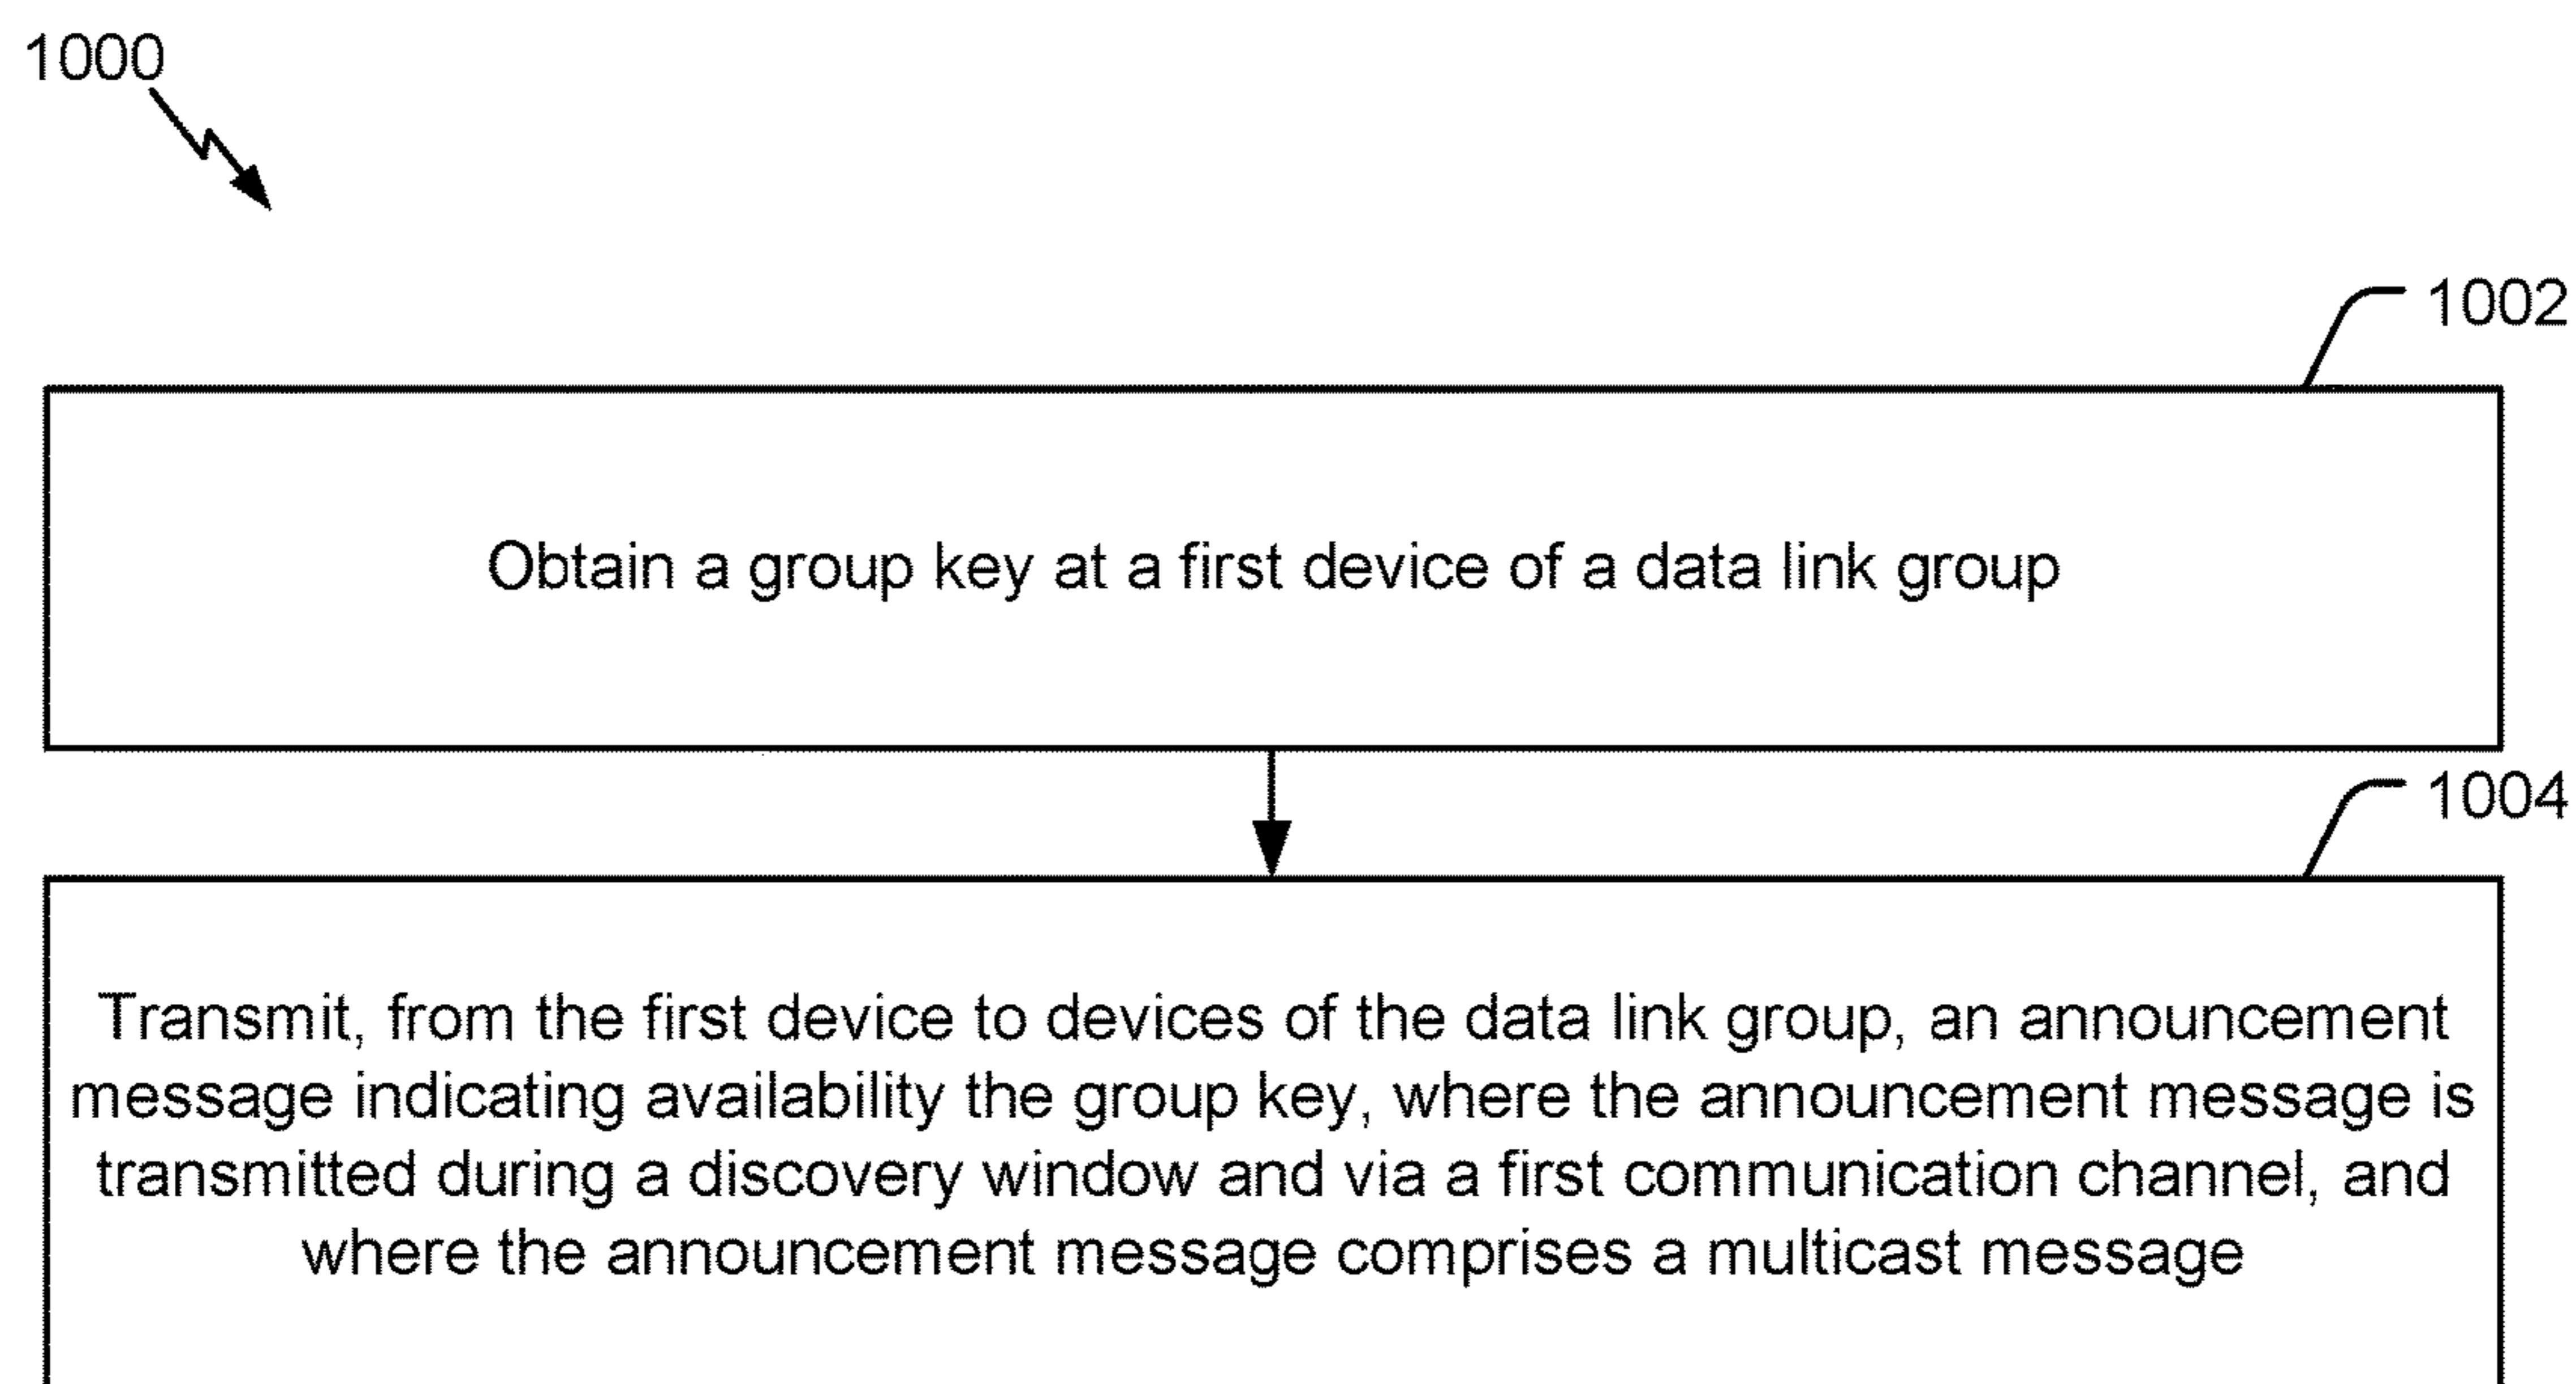 1000
1002
Obtain a group key at a first device of a data link group
1004
Transmit, from the first device to devices of the data link group, an announcement
message indicating availability the group key, where the announcement message is
transmitted during a discovery window and via a first communication channel, and
where the announcement message comprises a multicast message